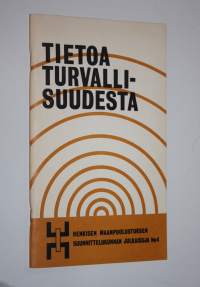 TIETOA
TURVALLI-
SUUDESTA
HENKISEN MAANPUOLUSTUKSEN
SUUNNITTELUKUNNAN JULKAISUJA No4